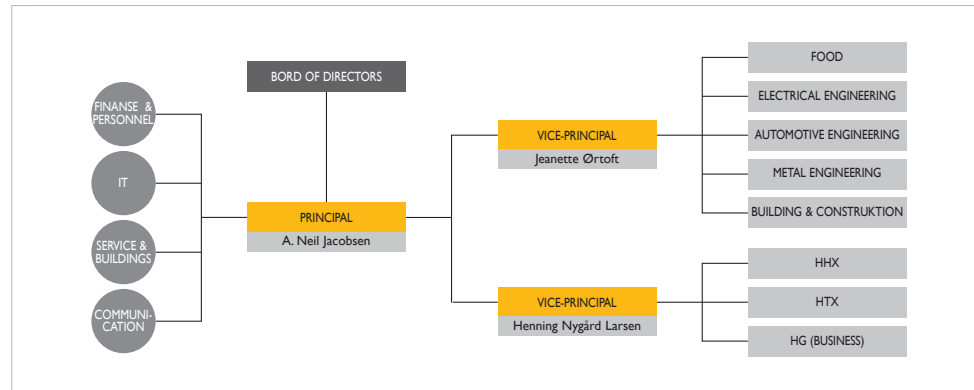 BORD OF DIRECTORS
FINANSE &
PERSONNEL
IT
SERVICE &
BUILDINGS
COMMUNI-
CATION
PRINCIPAL
A. Neil Jacobsen
VICE-PRINCIPAL
Jeanette Ørtoft
FOOD
ELECTRICAL ENGINEERING
AUTOMOTIVE ENGINEERING
METAL ENGINEERING
BUILDING & CONSTRUKTION
VICE-PRINCIPAL
Henning Nygård Larsen
HHX
HTX
HG (BUSINESS)